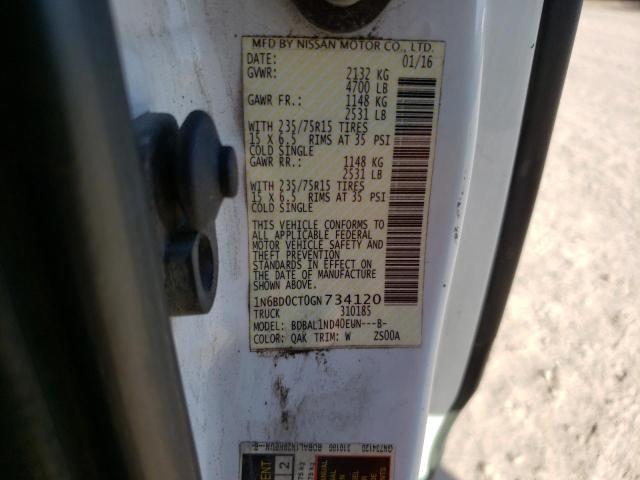 MFD BY NISSAN MOTOR CO., LTD.
DATE: 01/16
GVWR: 2132 KG
4700 LB
GAWR FR.: 1148 KG
2531 LB
WITH 235/75R15 TIRES
15 X 6.5 RIMS AT 35 PSI
COLD SINGLE
GAWR RR.: 1148 KG
2531 LB
WITH 235/75R15 TIRES
15 X 6.5 RIMS AT 35 PSI
COLD SINGLE
THIS VEHICLE CONFORMS TO
ALL APPLICABLE FEDERAL
MOTOR VEHICLE SAFETY AND
THEFT PREVENTION
STANDARDS IN EFFECT ON
THE DATE OF MANUFACTURE
SHOWN ABOVE.
1N6BD0CT0GN734120
TRUCK 310185
MODEL: BDBAL1ND40EUN---B-
COLOR: QAK TRIM: W ZS00A
GN734120
310186
2